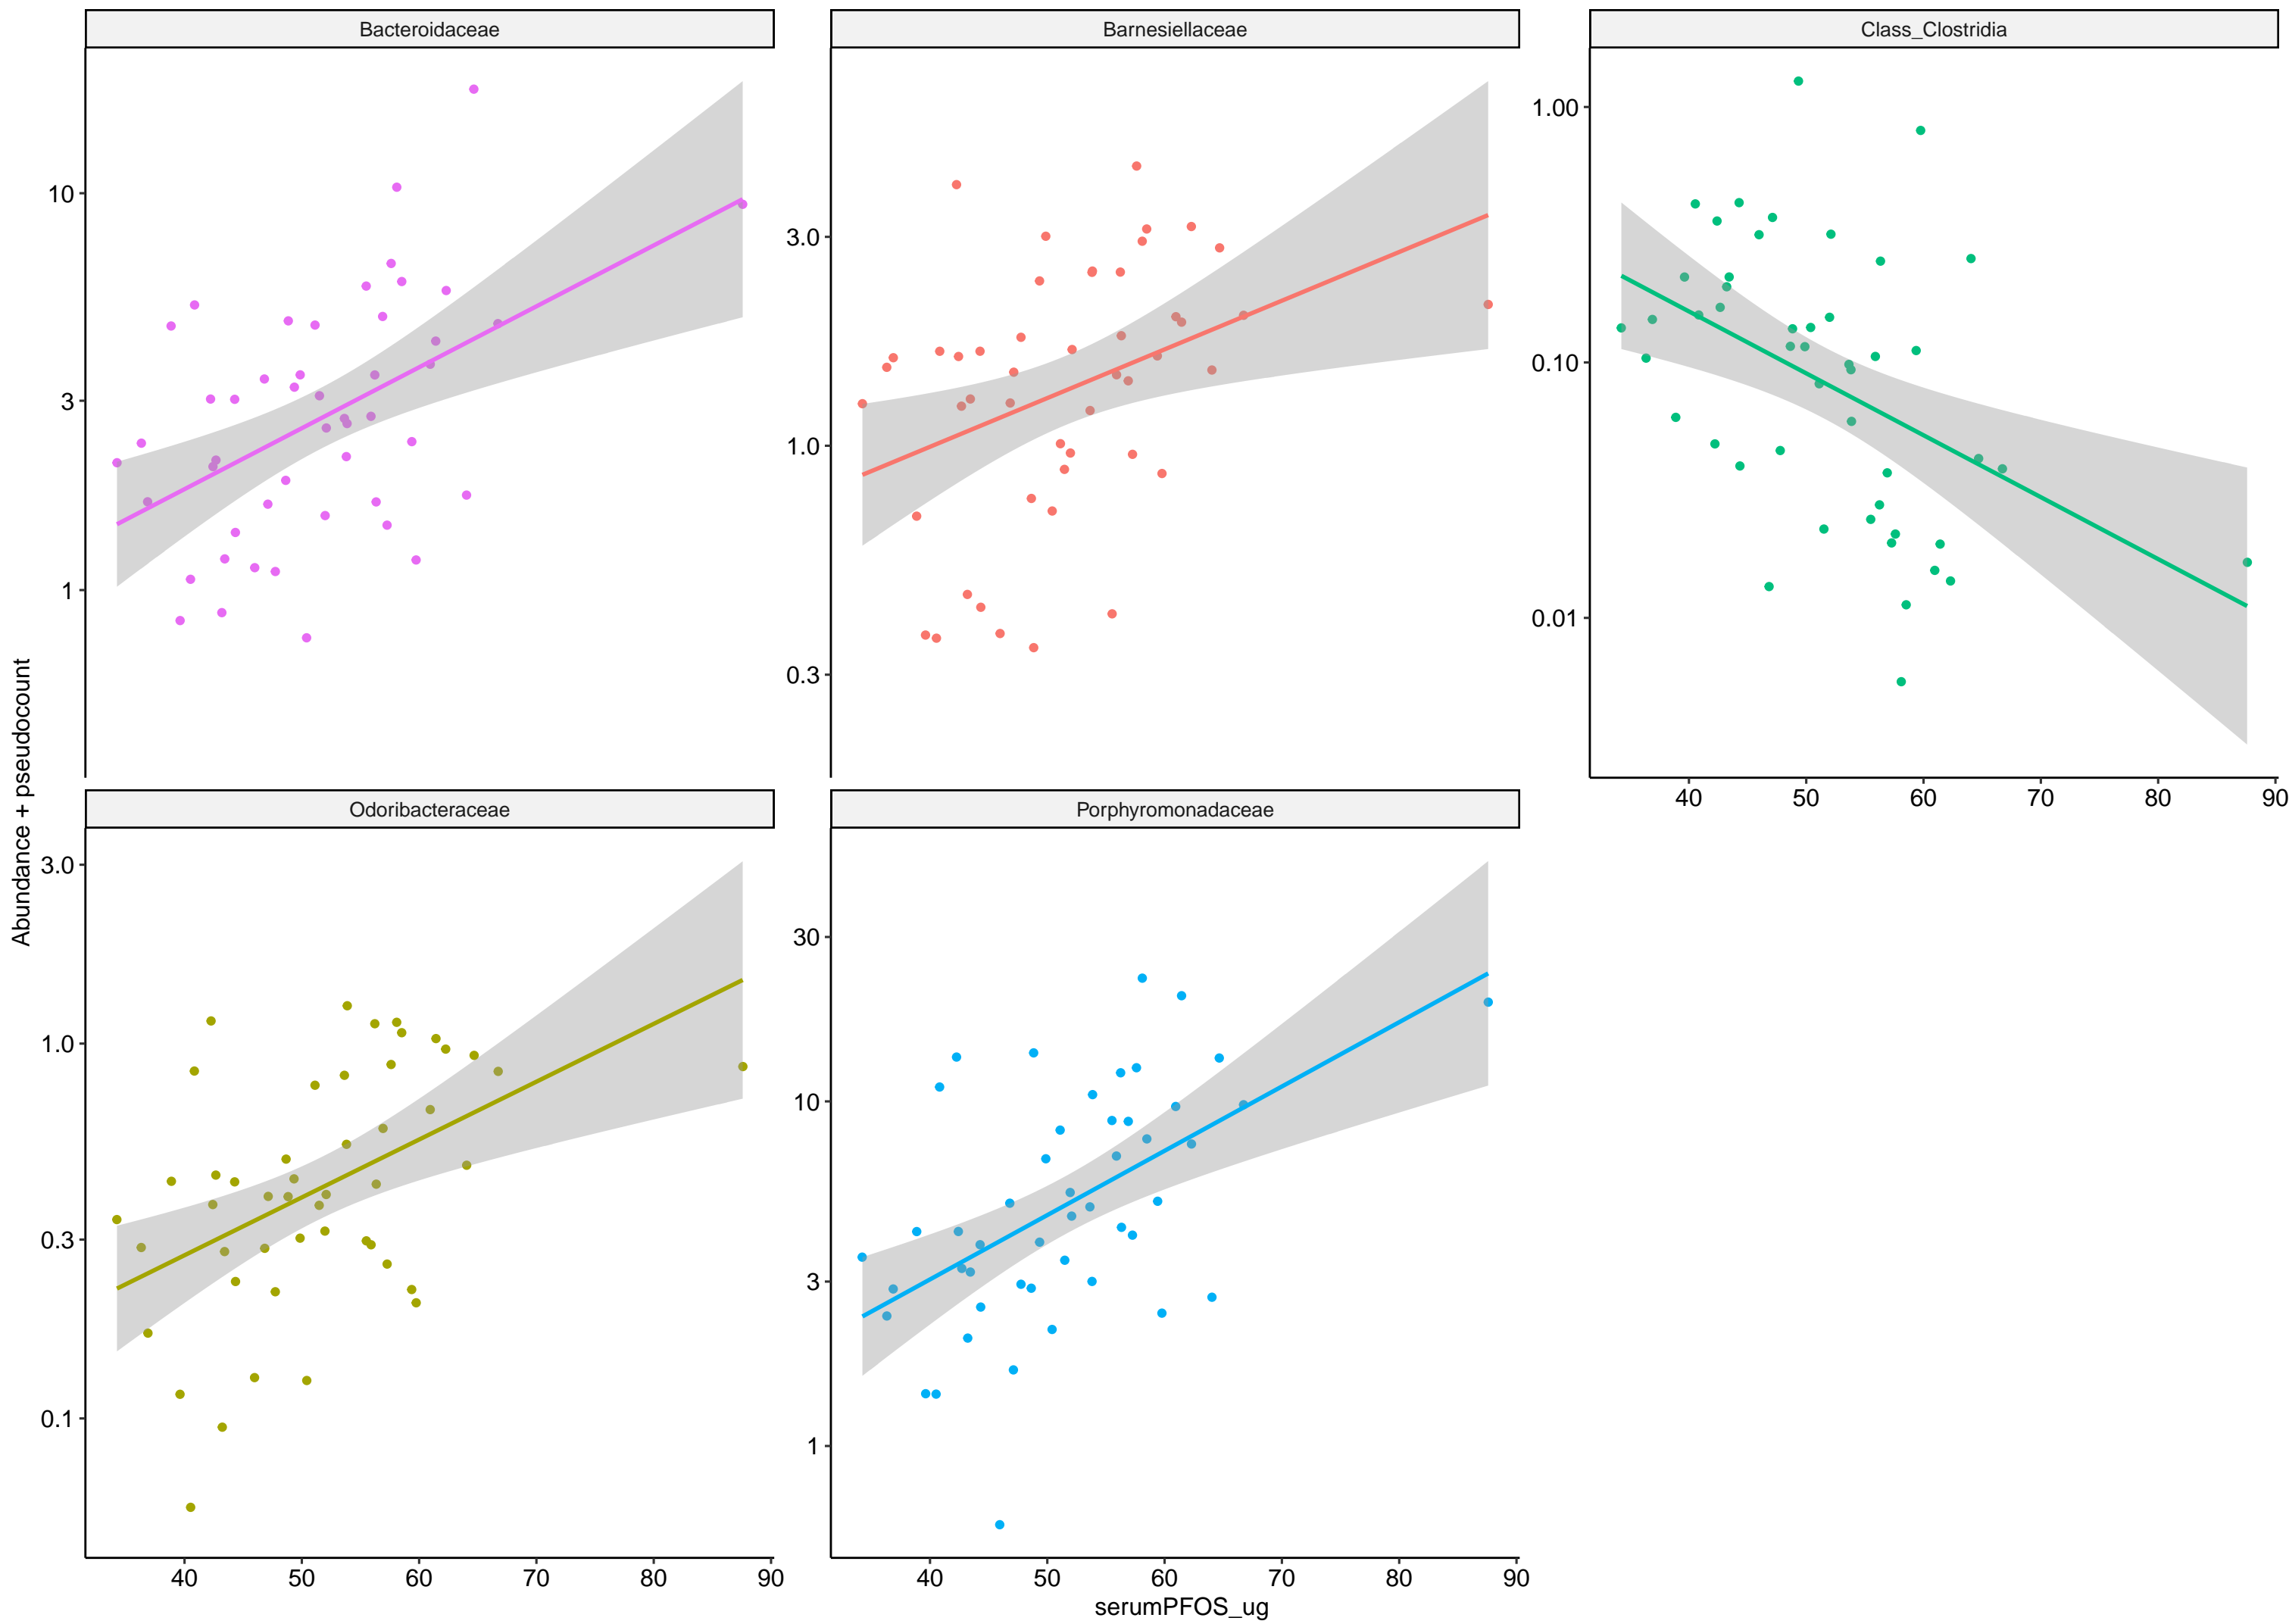 Bacteroidaceae
Barnesiellaceae
Class_Clostridia
10
3
1
3.0
1.0
0.3
1.00
0.10
0.01
40 50 60 70 80 90
Abundance + pseudocount
Odoribacteraceae
Porphyromonadaceae
3.0
1.0
0.3
0.1
30
10
3
1
40 50 60 70 80 90
40 50 60 70 80 90
serumPFOS_ug